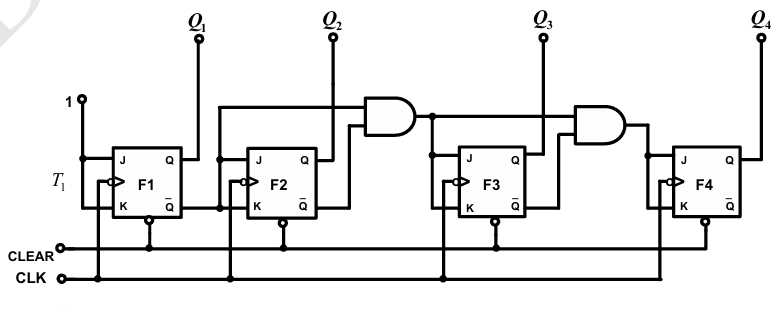 Q1 Q2 Q3 Q4
1
J Q J Q J Q J Q
T1 F1 F2 F3 F4
K Q̄ K Q̄ K Q̄ K Q̄
CLEAR
CLK